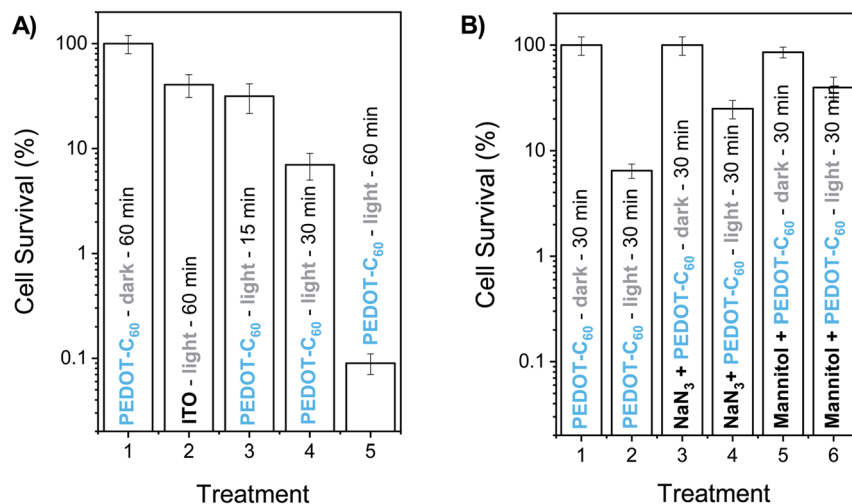 A)
Cell Survival (%)
100
10
1
0.1
PEDOT-C₆₀ - dark - 60 min
ITO - light - 60 min
PEDOT-C₆₀ - light - 15 min
PEDOT-C₆₀ - light - 30 min
PEDOT-C₆₀ - light - 60 min
1 2 3 4 5
Treatment
B)
Cell Survival (%)
100
10
1
0.1
PEDOT-C₆₀ - dark - 30 min
PEDOT-C₆₀ - light - 30 min
NaN₃ + PEDOT-C₆₀ - dark - 30 min
NaN₃+ PEDOT-C₆₀ - light - 30 min
Mannitol + PEDOT-C₆₀ - dark - 30 min
Mannitol + PEDOT-C₆₀ - light - 30 min
1 2 3 4 5 6
Treatment